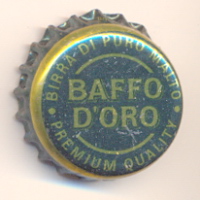 BIRRA DI PURO MALTO
BAFFO
D'ORO
PREMIUM QUALITY